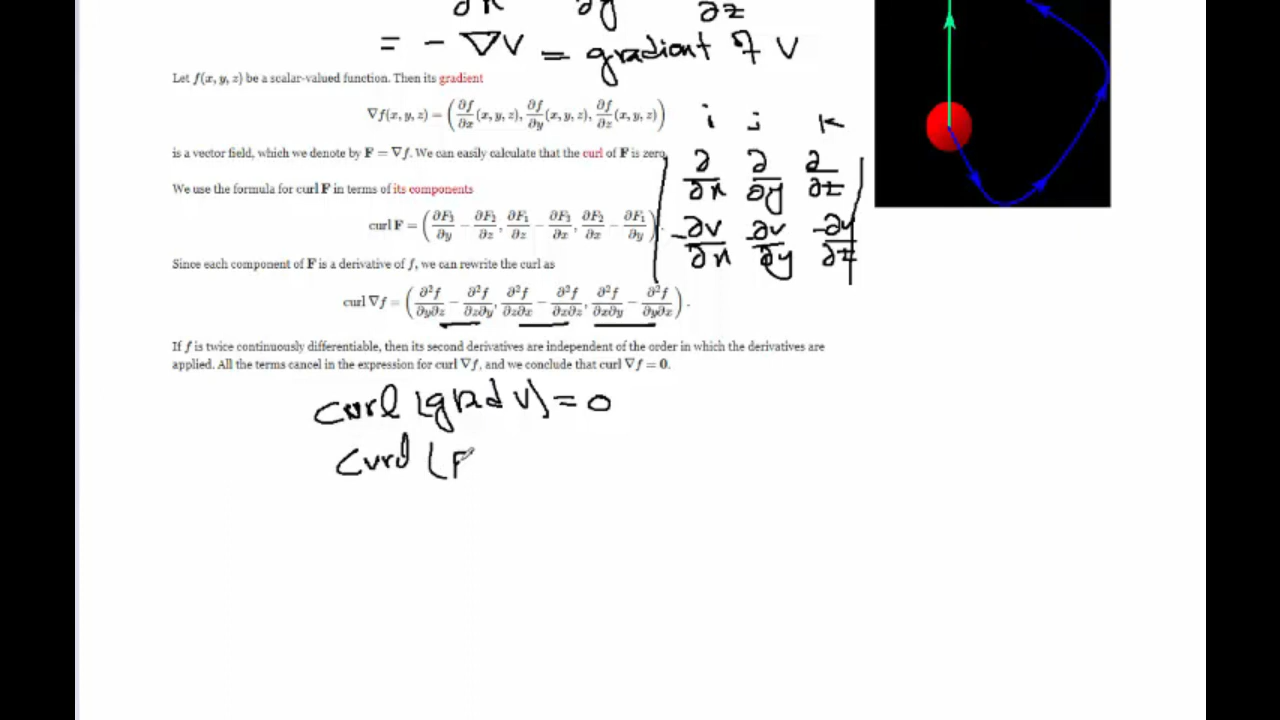 ∂x ∂y ∂z
= - ∇V = gradient of V
Let f(x, y, z) be a scalar-valued function. Then its gradient
∇f(x, y, z) = (∂f/∂x (x, y, z), ∂f/∂y (x, y, z), ∂f/∂z (x, y, z))
i j k
is a vector field, which we denote by F = ∇f. We can easily calculate that the curl of F is zero.
∂/∂x ∂/∂y ∂/∂z
We use the formula for curl F in terms of its components
curl F = (∂F3/∂y − ∂F2/∂z, ∂F1/∂z − ∂F3/∂x, ∂F2/∂x − ∂F1/∂y).
-∂v/∂x -∂v/∂y -∂v/∂z
Since each component of F is a derivative of f, we can rewrite the curl as
curl ∇f = (∂²f/∂y∂z − ∂²f/∂z∂y, ∂²f/∂z∂x − ∂²f/∂x∂z, ∂²f/∂x∂y − ∂²f/∂y∂x).
If f is twice continuously differentiable, then its second derivatives are independent of the order in which the derivatives are
applied. All the terms cancel in the expression for curl ∇f, and we conclude that curl ∇f = 0.
Curl (grad V) = 0
Curl (F